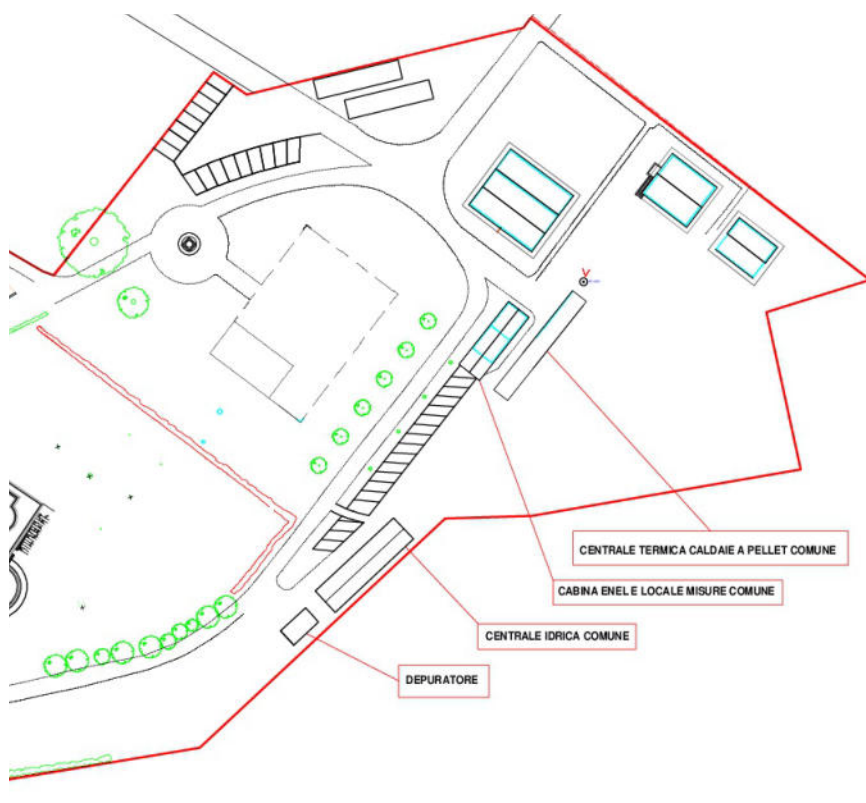 CENTRALE TERMICA CALDAIE A PELLET COMUNE
CABINA ENEL E LOCALE MISURE COMUNE
CENTRALE IDRICA COMUNE
DEPURATORE